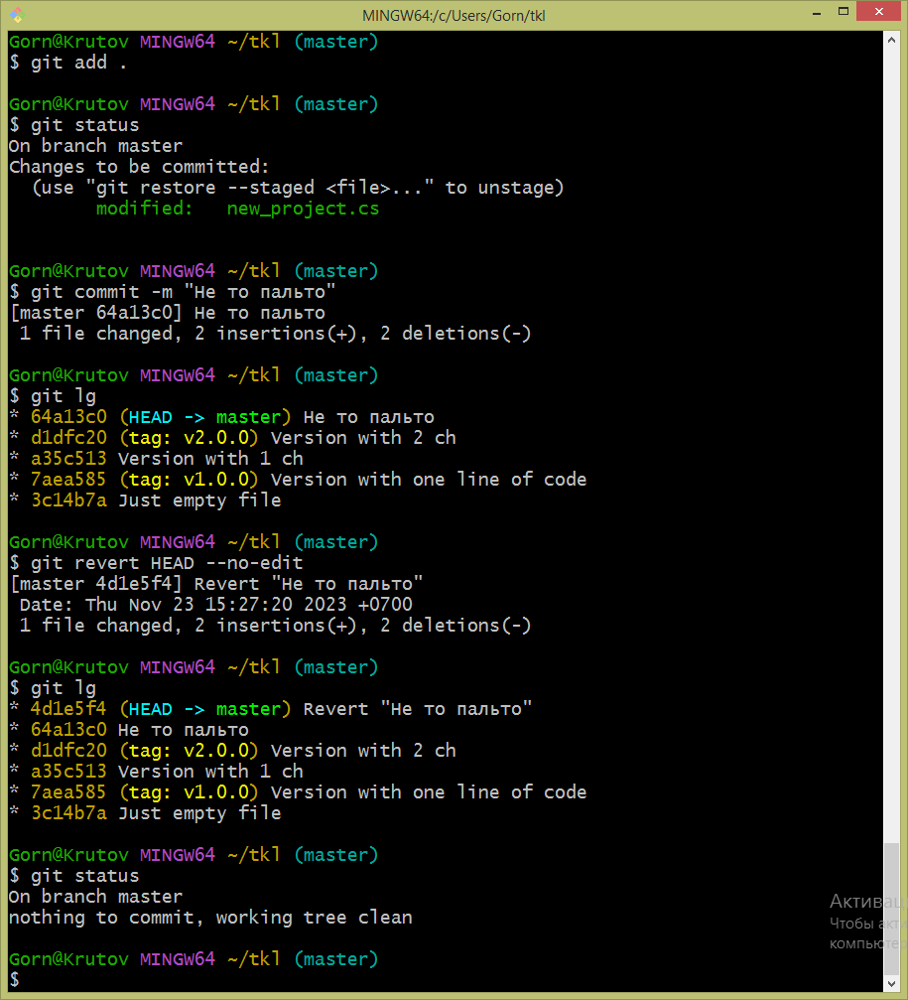 MINGW64:/c/Users/Gorn/tkl
Gorn@Krutov MINGW64 ~/tkl (master)
$ git add .
Gorn@Krutov MINGW64 ~/tkl (master)
$ git status
On branch master
Changes to be committed:
  (use "git restore --staged <file>..." to unstage)
        modified:   new_project.cs
Gorn@Krutov MINGW64 ~/tkl (master)
$ git commit -m "Не то пальто"
[master 64a13c0] Не то пальто
 1 file changed, 2 insertions(+), 2 deletions(-)
Gorn@Krutov MINGW64 ~/tkl (master)
$ git lg
* 64a13c0 (HEAD -> master) Не то пальто
* d1dfc20 (tag: v2.0.0) Version with 2 ch
* a35c513 Version with 1 ch
* 7aea585 (tag: v1.0.0) Version with one line of code
* 3c14b7a Just empty file
Gorn@Krutov MINGW64 ~/tkl (master)
$ git revert HEAD --no-edit
[master 4d1e5f4] Revert "Не то пальто"
 Date: Thu Nov 23 15:27:20 2023 +0700
 1 file changed, 2 insertions(+), 2 deletions(-)
Gorn@Krutov MINGW64 ~/tkl (master)
$ git lg
* 4d1e5f4 (HEAD -> master) Revert "Не то пальто"
* 64a13c0 Не то пальто
* d1dfc20 (tag: v2.0.0) Version with 2 ch
* a35c513 Version with 1 ch
* 7aea585 (tag: v1.0.0) Version with one line of code
* 3c14b7a Just empty file
Gorn@Krutov MINGW64 ~/tkl (master)
$ git status
On branch master
nothing to commit, working tree clean
Gorn@Krutov MINGW64 ~/tkl (master)
$
Чтобы